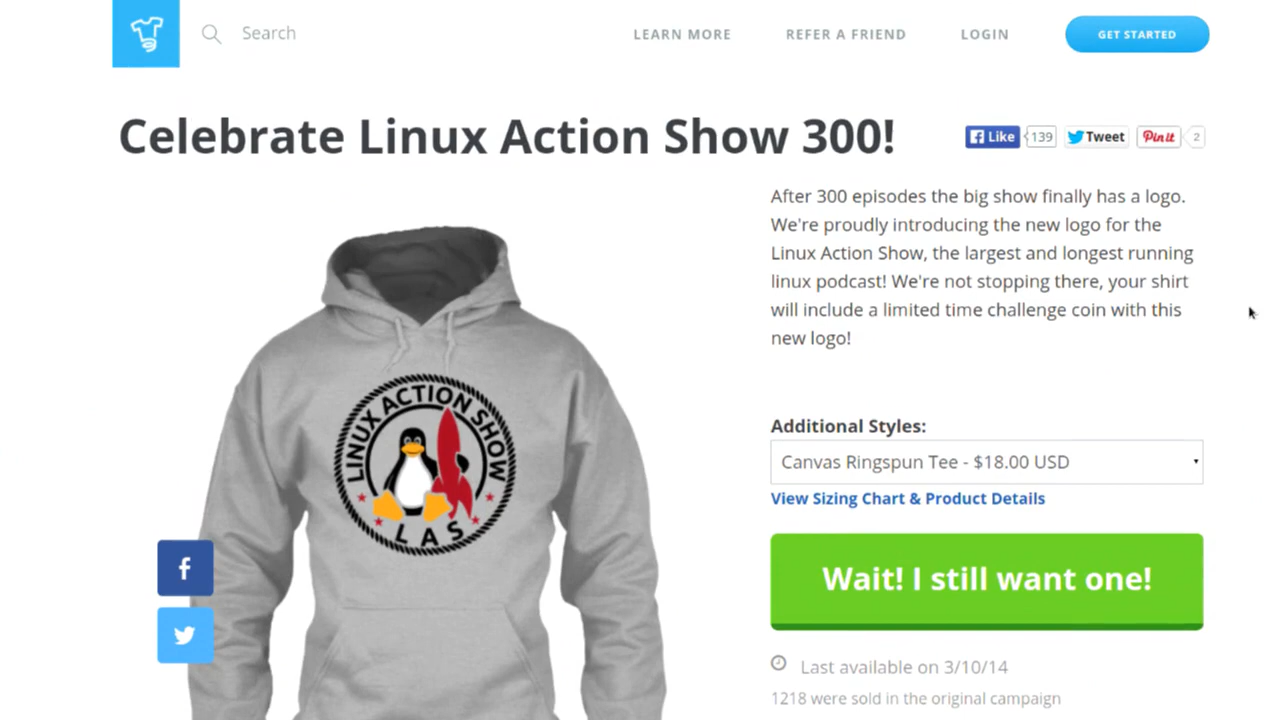 Search
LEARN MORE
REFER A FRIEND
LOGIN
GET STARTED
Celebrate Linux Action Show 300!
Like
139
Tweet
Pin it
2
After 300 episodes the big show finally has a logo.
We're proudly introducing the new logo for the
Linux Action Show, the largest and longest running
linux podcast! We're not stopping there, your shirt
will include a limited time challenge coin with this
new logo!
LINUX ACTION SHOW
LAS
Additional Styles:
Canvas Ringspun Tee - $18.00 USD
View Sizing Chart & Product Details
Wait! I still want one!
Last available on 3/10/14
1218 were sold in the original campaign